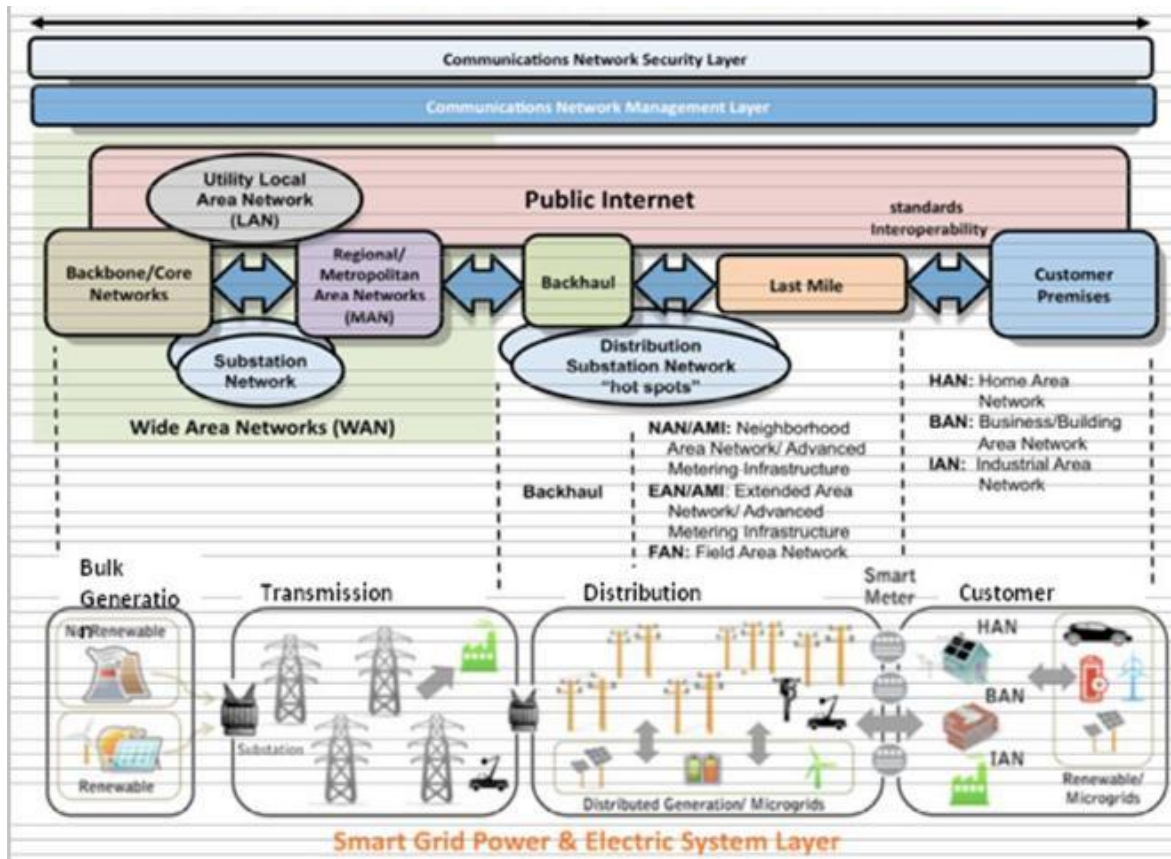 Communications Network Security Layer
Communications Network Management Layer
Utility Local
Area Network
(LAN)
Public Internet
standards
Interoperability
Backbone/Core
Networks
Regional/
Metropolitan
Area Networks
(MAN)
Backhaul
Last Mile
Customer
Premises
Substation
Network
Distribution
Substation Network
"hot spots"
Wide Area Networks (WAN)
HAN: Home Area
Network
BAN: Business/Building
Area Network
IAN: Industrial Area
Network
NAN/AMI: Neighborhood
Area Network/ Advanced
Metering Infrastructure
Backhaul
EAN/AMI: Extended Area
Network/ Advanced
Metering Infrastructure
FAN: Field Area Network
Bulk
Generatio
n
Transmission
Distribution
Smart
Meter
Customer
Renewable
Substation
Renewable
Distributed Generation/ Microgrids
HAN
BAN
IAN
Renewable/
Microgrids
Smart Grid Power & Electric System Layer